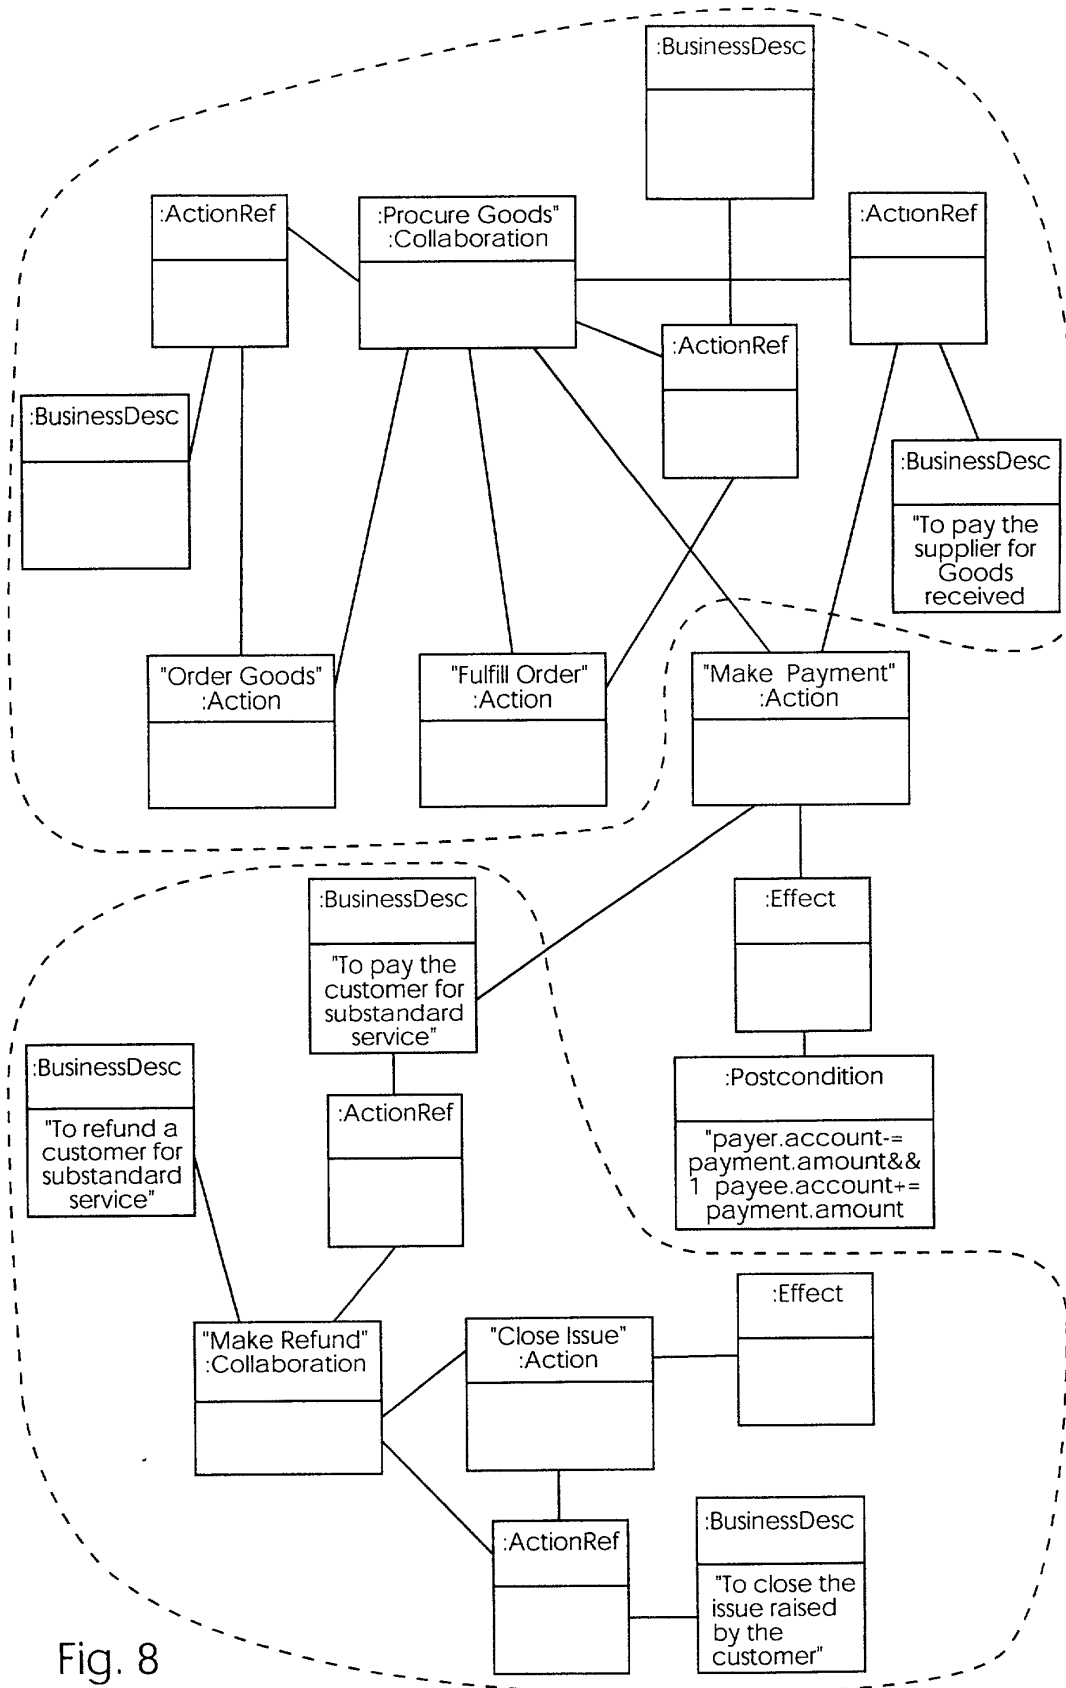 :BusinessDesc
:ActionRef
:Procure Goods"
:Collaboration
:ActionRef
:ActionRef
:BusinessDesc
:BusinessDesc
"To pay the
supplier for
Goods
received
"Order Goods"
:Action
"Fulfill Order"
:Action
"Make Payment"
:Action
:BusinessDesc
"To pay the
customer for
substandard
service"
:Effect
:BusinessDesc
"To refund a
customer for
substandard
service"
:ActionRef
:Postcondition
"payer.account-=
payment.amount&&
1 payee.account+=
payment.amount
:Effect
"Make Refund"
:Collaboration
"Close Issue"
:Action
:ActionRef
:BusinessDesc
"To close the
issue raised
by the
customer"
Fig. 8